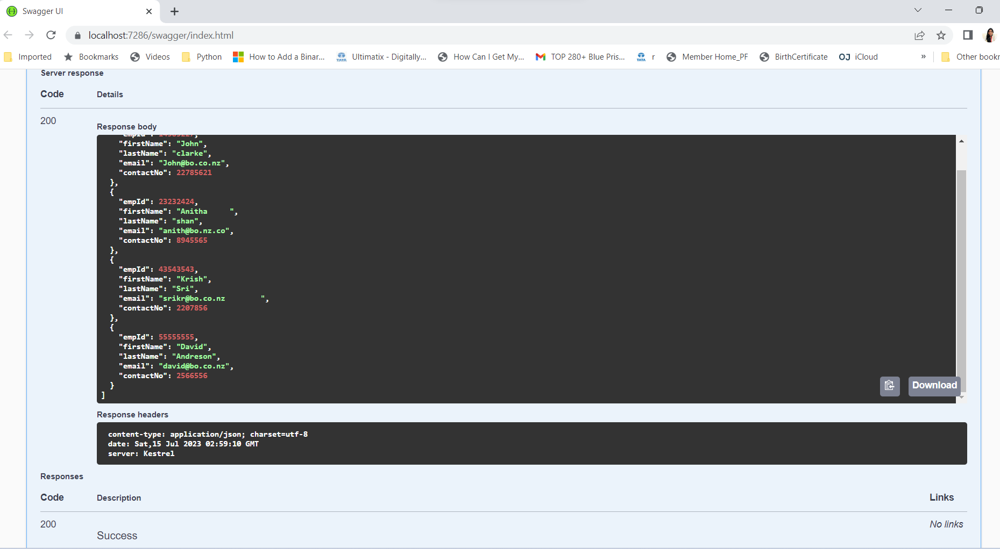 Swagger UI
localhost:7286/swagger/index.html
Imported Bookmarks Videos Python How to Add a Binar... Ultimatix - Digitally... How Can I Get My... TOP 280+ Blue Pris... TATA r Member Home_PF BirthCertificate OJ iCloud » Other bookr
Server response
Code Details
200
Response body
"firstName": "John",
"lastName": "clarke",
"email": "John@bo.co.nz",
"contactNo": 22785621
},
{
"empId": 23232424,
"firstName": "Anitha     ",
"lastName": "shan",
"email": "anith@bo.nz.co",
"contactNo": 8945565
},
{
"empId": 43543543,
"firstName": "Krish",
"lastName": "Sri",
"email": "srikr@bo.co.nz        ",
"contactNo": 2207856
},
{
"empId": 55555555,
"firstName": "David",
"lastName": "Andreson",
"email": "david@bo.co.nz",
"contactNo": 2566556
}
]
Download
Response headers
content-type: application/json; charset=utf-8
date: Sat,15 Jul 2023 02:59:10 GMT
server: Kestrel
Responses
Code Description Links
200 No links
Success